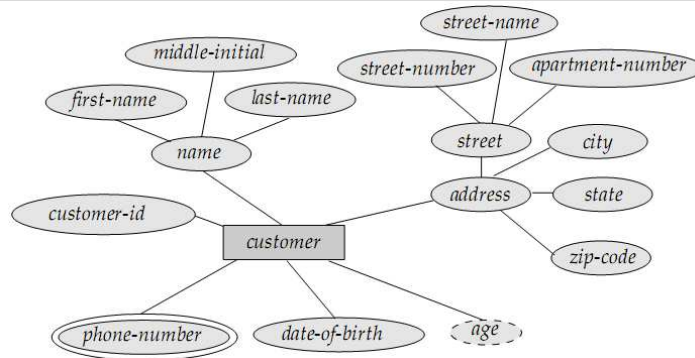 street-name
middle-initial
street-number
apartment-number
first-name
last-name
street
city
name
address
state
customer-id
customer
zip-code
phone-number
date-of-birth
age